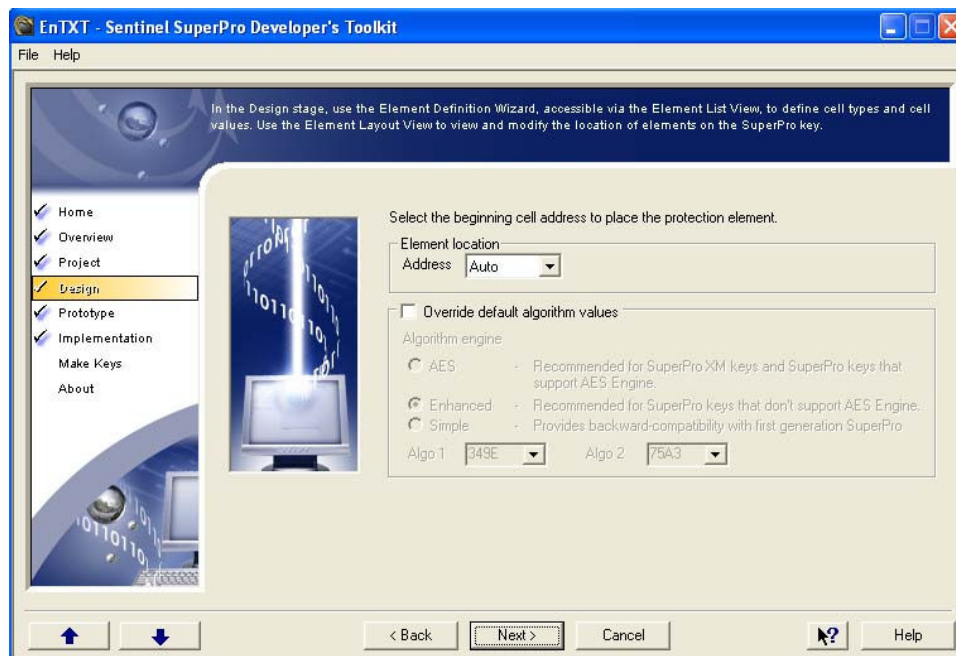 EnTXT - Sentinel SuperPro Developer's Toolkit
File Help
In the Design stage, use the Element Definition Wizard, accessible via the Element List View, to define cell types and cell
values. Use the Element Layout View to view and modify the location of elements on the SuperPro key.
Home
Overview
Project
Design
Prototype
Implementation
Make Keys
About
Select the beginning cell address to place the protection element.
Element location
Address Auto
Override default algorithm values
Algorithm engine
AES - Recommended for SuperPro XM keys and SuperPro keys that
support AES Engine.
Enhanced - Recommended for SuperPro keys that don't support AES Engine.
Simple - Provides backward-compatibility with first generation SuperPro
Algo 1 349E Algo 2 75A3
< Back Next > Cancel ? Help